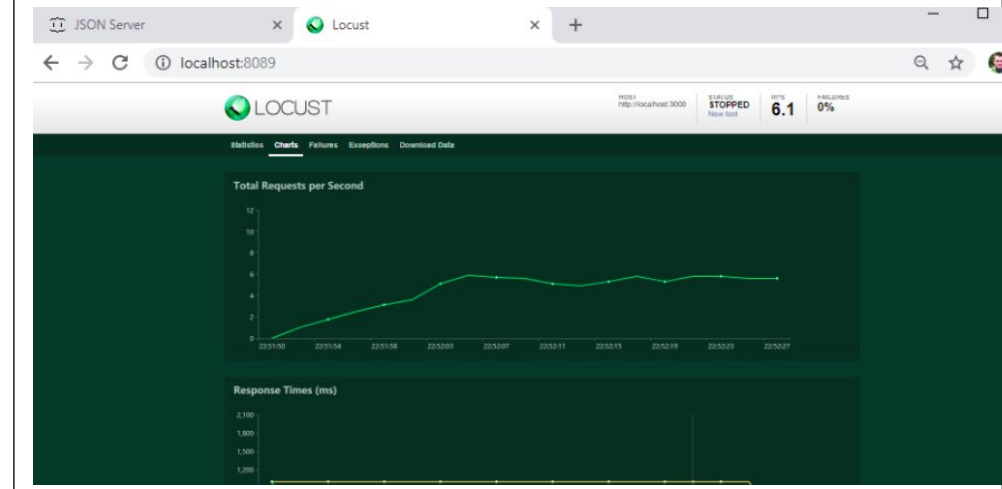 JSON Server
Locust
localhost:8089
LOCUST
HOST
http://localhost:3000
STATUS
STOPPED
New test
RPS
6.1
FAILURES
0%
Statistics Charts Failures Exceptions Download Data
Total Requests per Second
12
10
8
6
4
2
0
22:51:50 22:51:54 22:51:58 22:52:03 22:52:07 22:52:11 22:52:15 22:52:19 22:52:23 22:52:27
Response Times (ms)
2,100
1,800
1,500
1,200